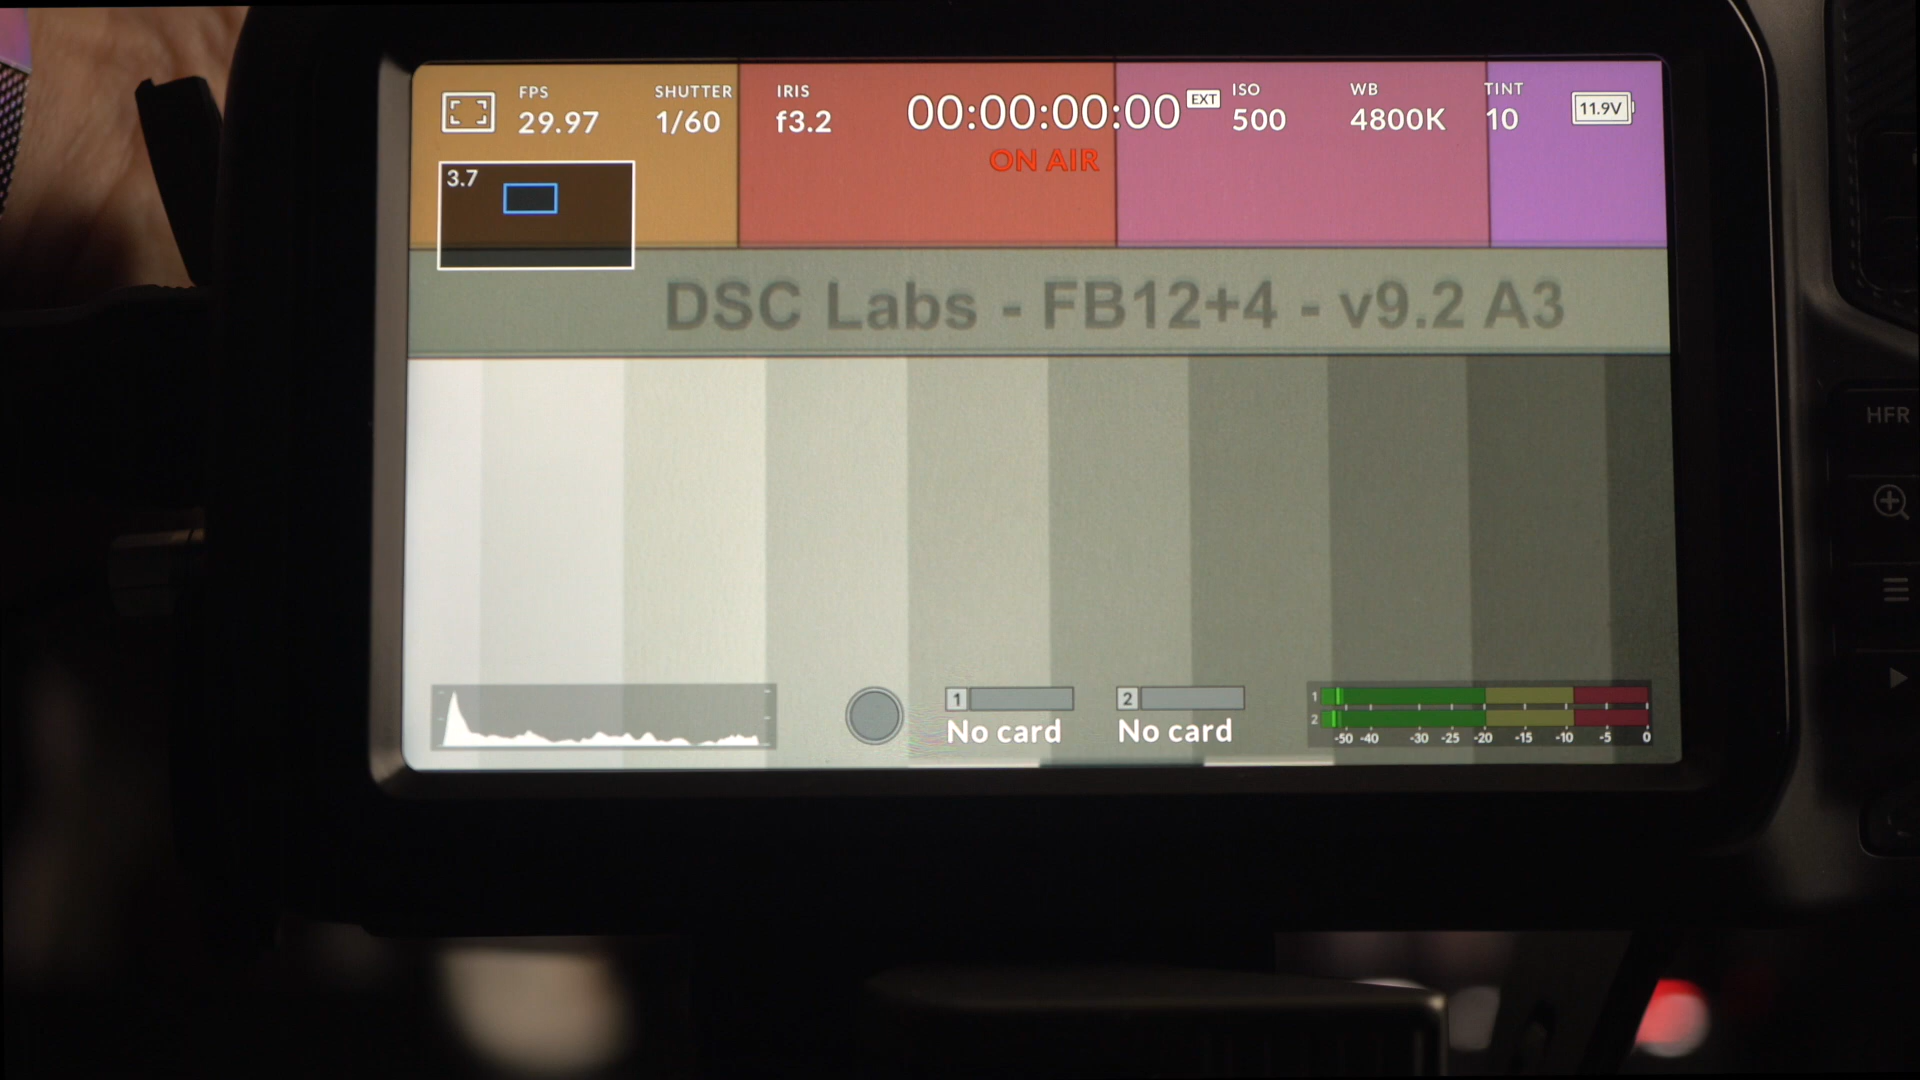 FPS
29.97
SHUTTER
1/60
IRIS
f3.2
00:00:00:00
EXT
ISO
500
WB
4800K
TINT
10
11.9V
ON AIR
3.7
DSC Labs - FB12+4 - v9.2 A3
HFR
1
No card
2
No card
1
2
-50 -40 -30 -25 -20 -15 -10 -5 0